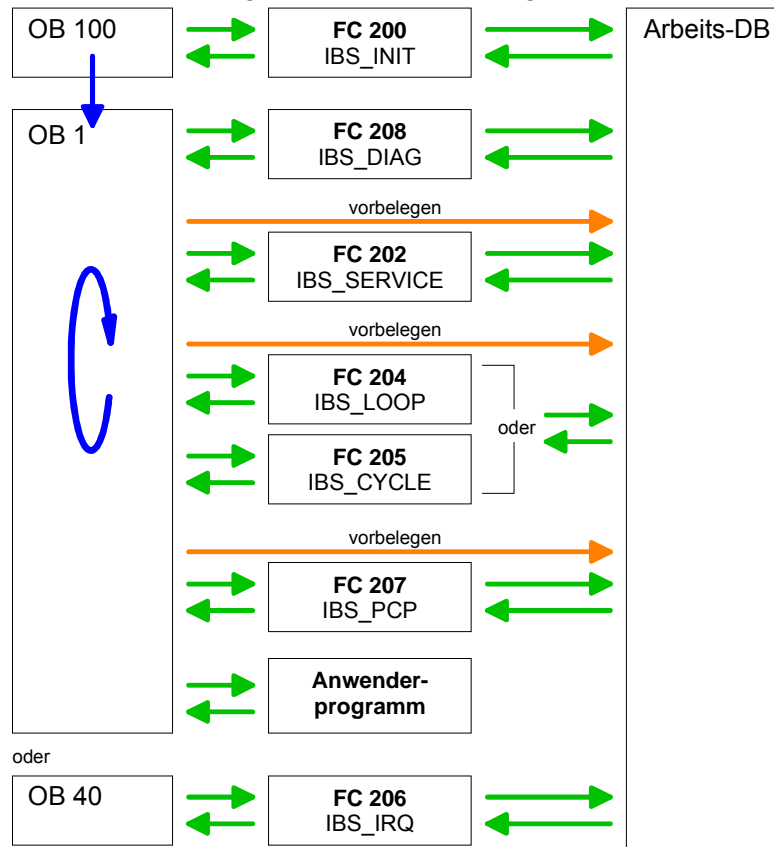 OB 100
FC 200
IBS_INIT
Arbeits-DB
OB 1
FC 208
IBS_DIAG
vorbelegen
FC 202
IBS_SERVICE
vorbelegen
FC 204
IBS_LOOP
oder
FC 205
IBS_CYCLE
vorbelegen
FC 207
IBS_PCP
Anwender-
programm
oder
OB 40
FC 206
IBS_IRQ